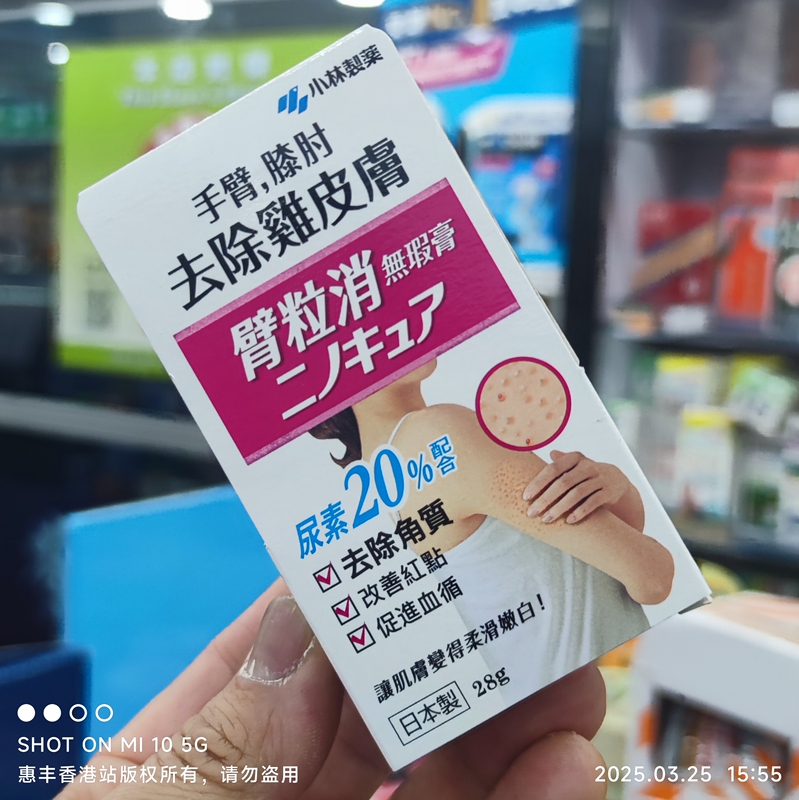 小林製薬
手臂,膝肘
去除雞皮膚
臂粒消 無瑕膏
ニノキュア
尿素20%配合
去除角質
改善紅點
促進血循
讓肌膚變得柔滑嫩白!
日本製 28g
SHOT ON MI 10 5G
惠丰香港站版权所有，请勿盗用
2025.03.25 15:55